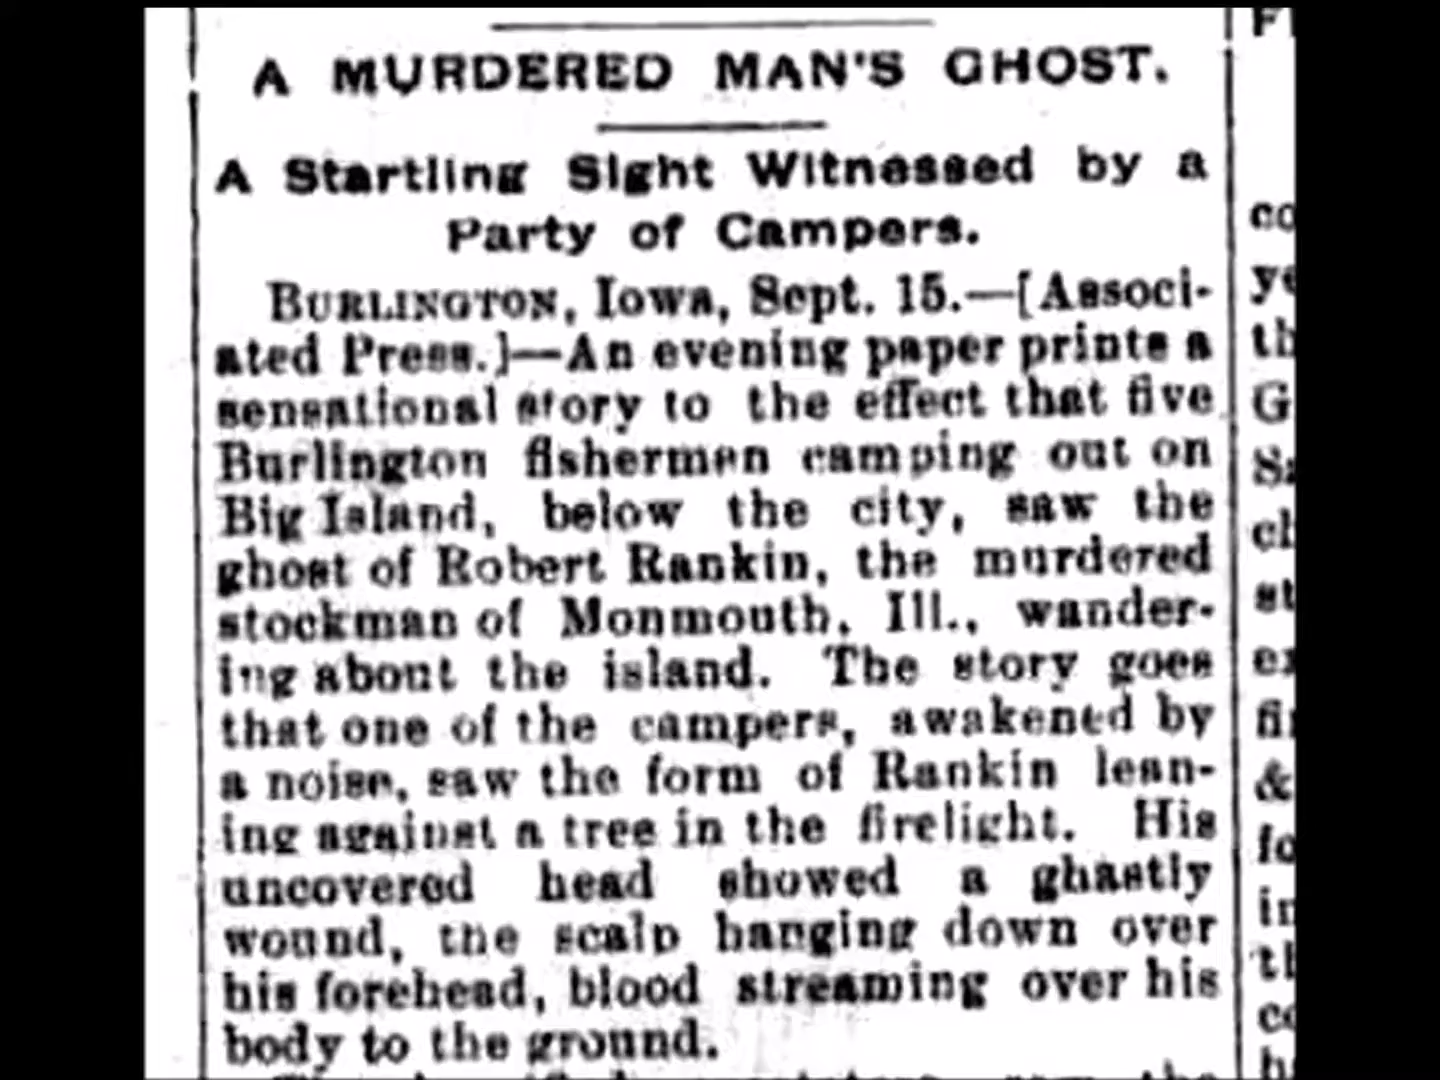 A MURDERED MAN'S GHOST.
A Startling Sight Witnessed by a
Party of Campers.
BURLINGTON, Iowa, Sept. 15.—[Associ-
ated Press.]—An evening paper prints a
sensational story to the effect that five
Burlington fishermen camping out on
Big Island, below the city, saw the
ghost of Robert Rankin, the murdered
stockman of Monmouth, Ill., wander-
ing about the island. The story goes
that one of the campers, awakened by
a noise, saw the form of Rankin lean-
ing against a tree in the firelight. His
uncovered head showed a ghastly
wound, the scalp hanging down over
his forehead, blood streaming over his
body to the ground.